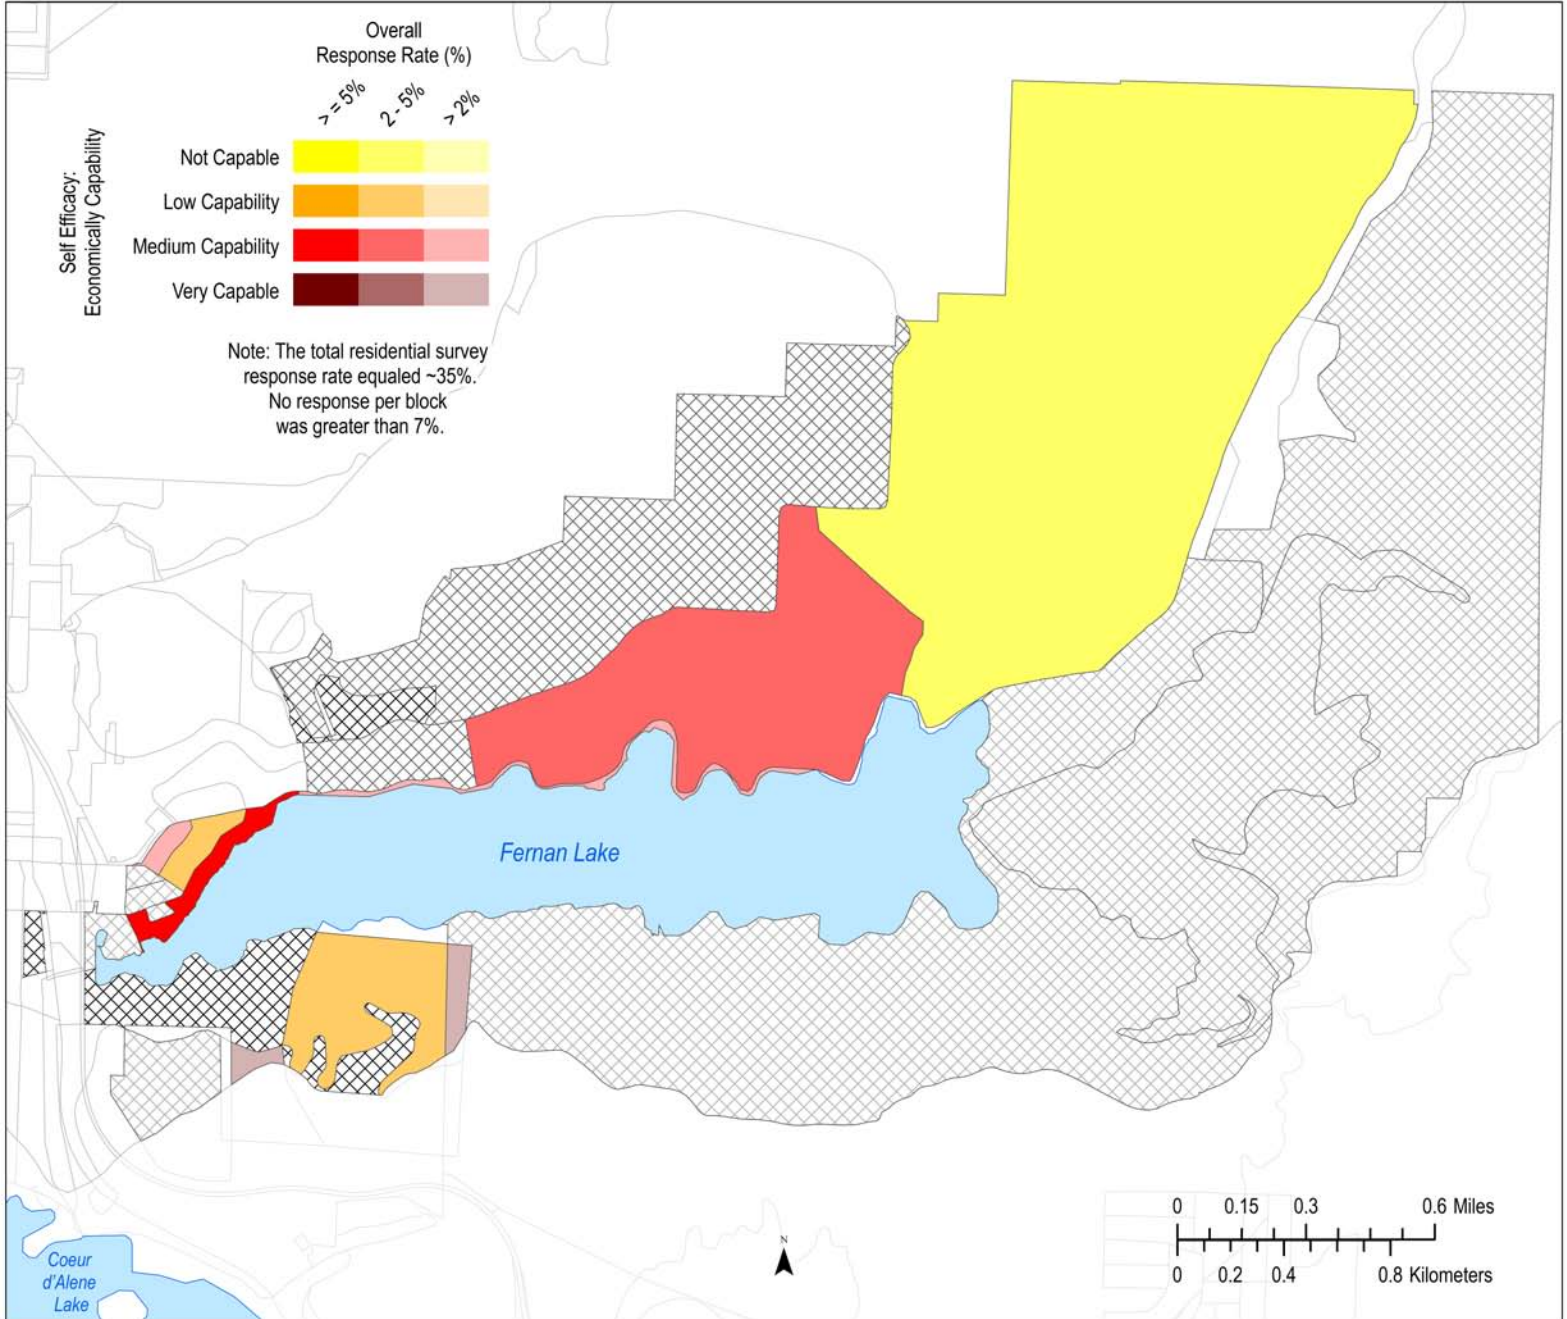 Overall
Response Rate (%)
> = 5%
2 - 5%
> 2%
Self Efficacy:
Economically Capability
Not Capable
Low Capability
Medium Capability
Very Capable
Note: The total residential survey
response rate equaled ~35%.
No response per block
was greater than 7%.
Fernan Lake
Coeur
d'Alene
Lake
N
0 0.15 0.3 0.6 Miles
0 0.2 0.4 0.8 Kilometers